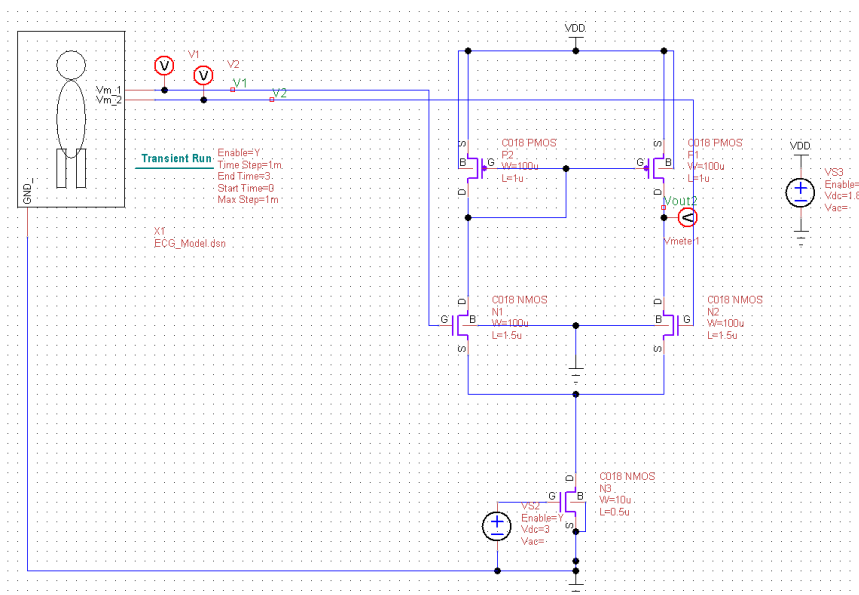 VDD
V1
V2
V
V
V1
V2
Vm_1
Vm_2
GND_
Transient Run
Enable=Y
Time Step=1m
End Time=3.
Start Time=0
Max Step=1m
X1
ECG_Model.dsn
S
B
G
D
C018 PMOS
P2
W=100u
L=1u
S
G
B
D
C018 PMOS
P1
W=100u
L=1u
VDD
VS3
Enable=
Vdc=1.8
Vac=
Vout2
V
Vmeter1
D
G
B
S
C018 NMOS
N1
W=100u
L=1.5u
D
B
G
S
C018 NMOS
N2
W=100u
L=1.5u
D
G
B
S
C018 NMOS
N3
W=10u
L=0.5u
VS2
Enable=Y
Vdc=3
Vac=